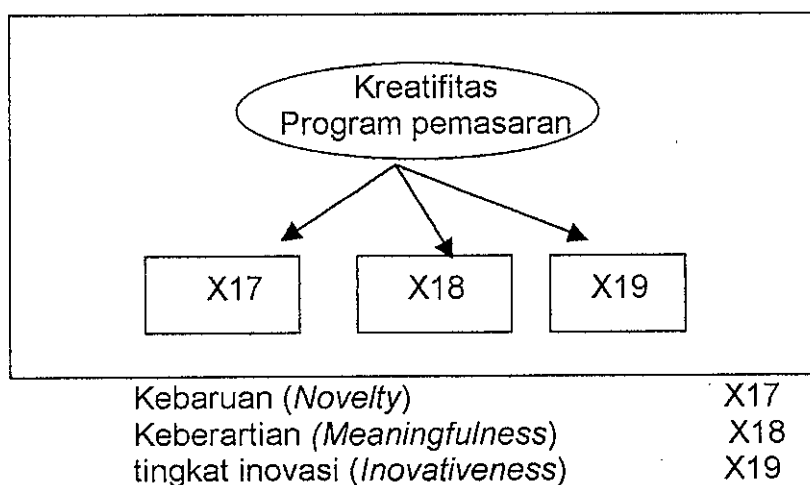 Kreatifitas
Program pemasaran
X17 X18 X19
Kebaruan (Novelty) X17
Keberartian (Meaningfulness) X18
tingkat inovasi (Inovativeness) X19